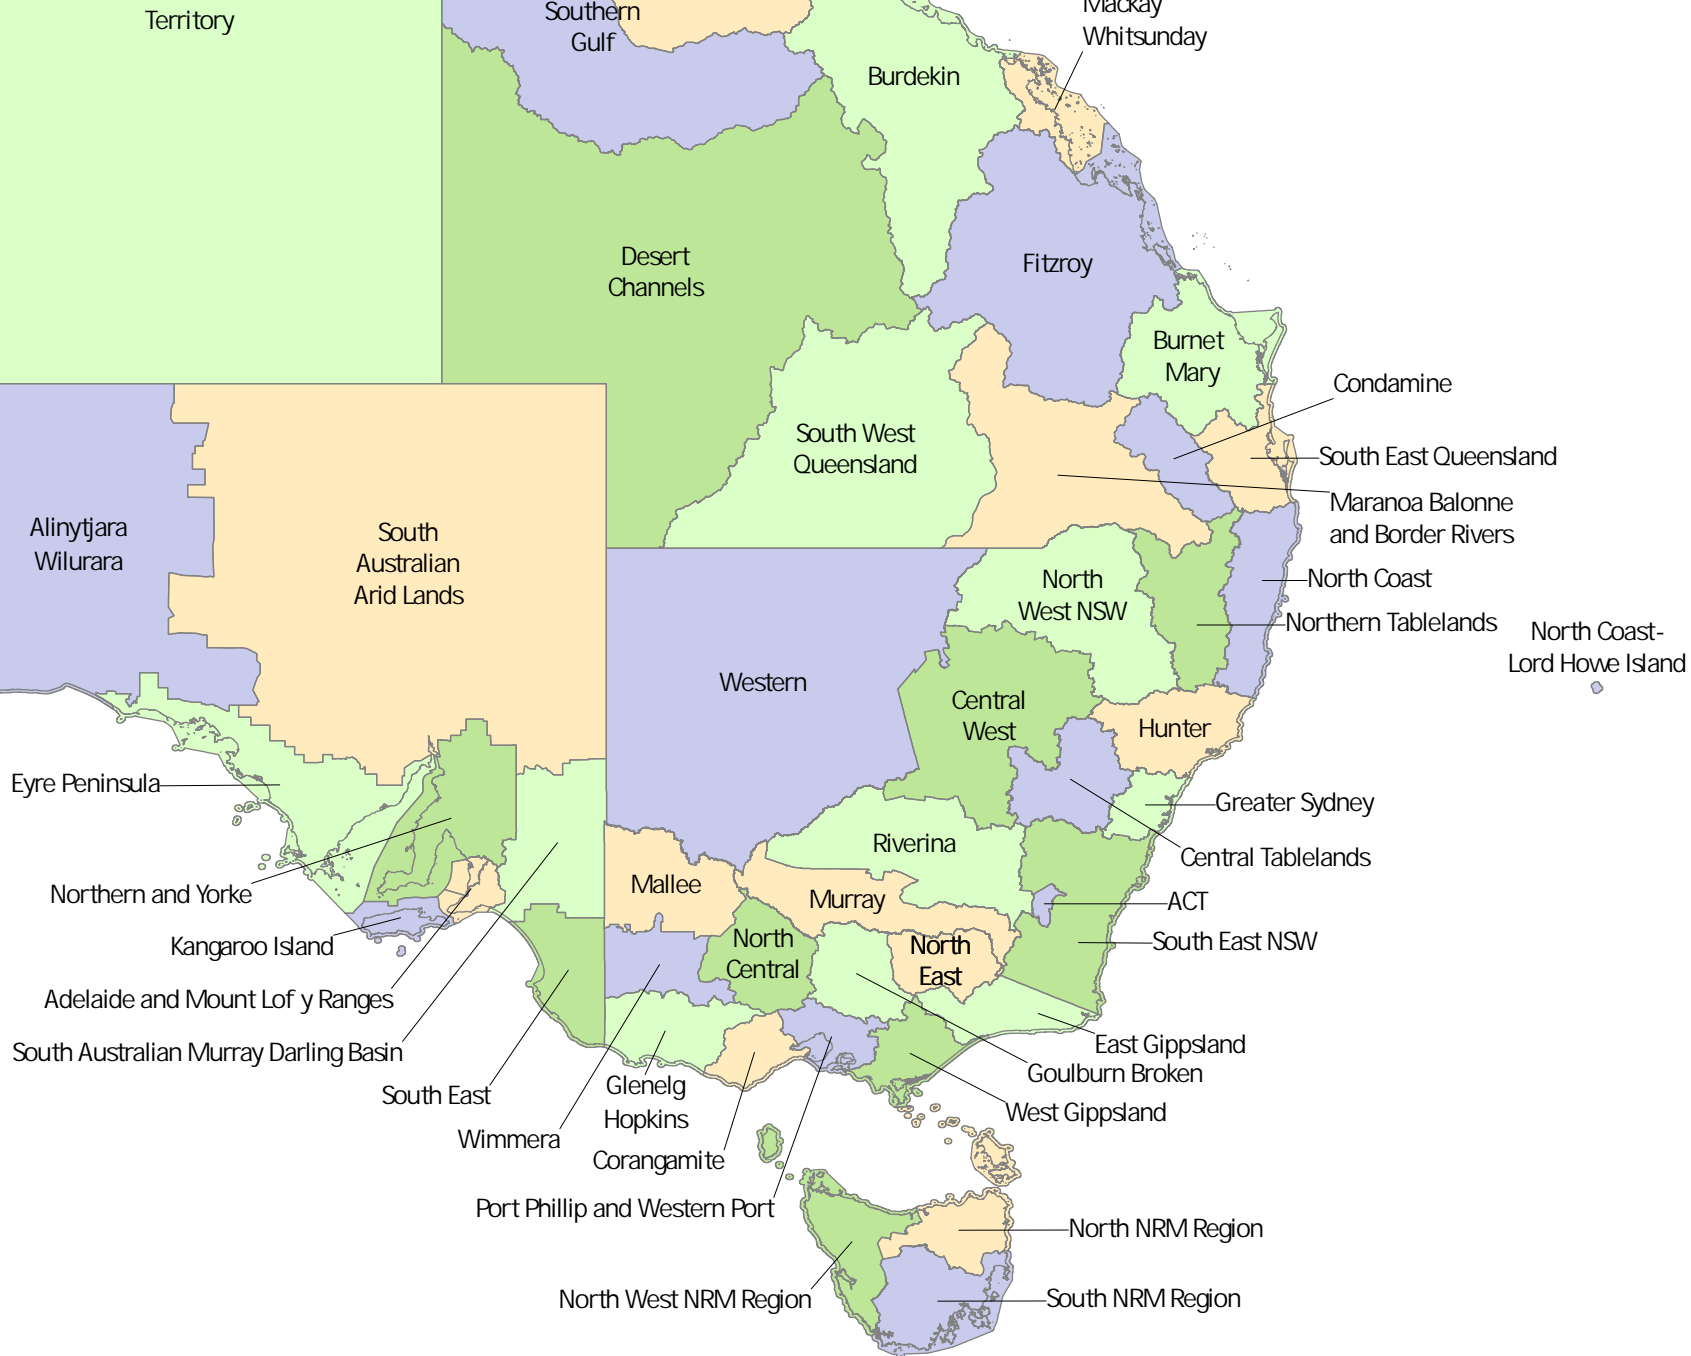 Territory
Southern
Gulf
Mackay
Whitsunday
Burdekin
Desert
Channels
Fitzroy
Burnet
Mary
Condamine
South West
Queensland
South East Queensland
Maranoa Balonne
and Border Rivers
Alinytjara
Wilurara
South
Australian
Arid Lands
North
West NSW
North Coast
Northern Tablelands
North Coast-
Lord Howe Island
Western
Central
West
Hunter
Eyre Peninsula
Greater Sydney
Riverina
Central Tablelands
Northern and Yorke
Mallee
Murray
ACT
Kangaroo Island
North
Central
North
East
South East NSW
Adelaide and Mount Lof y Ranges
South Australian Murray Darling Basin
East Gippsland
Goulburn Broken
South East
Glenelg
Hopkins
West Gippsland
Wimmera
Corangamite
Port Phillip and Western Port
North NRM Region
North West NRM Region
South NRM Region